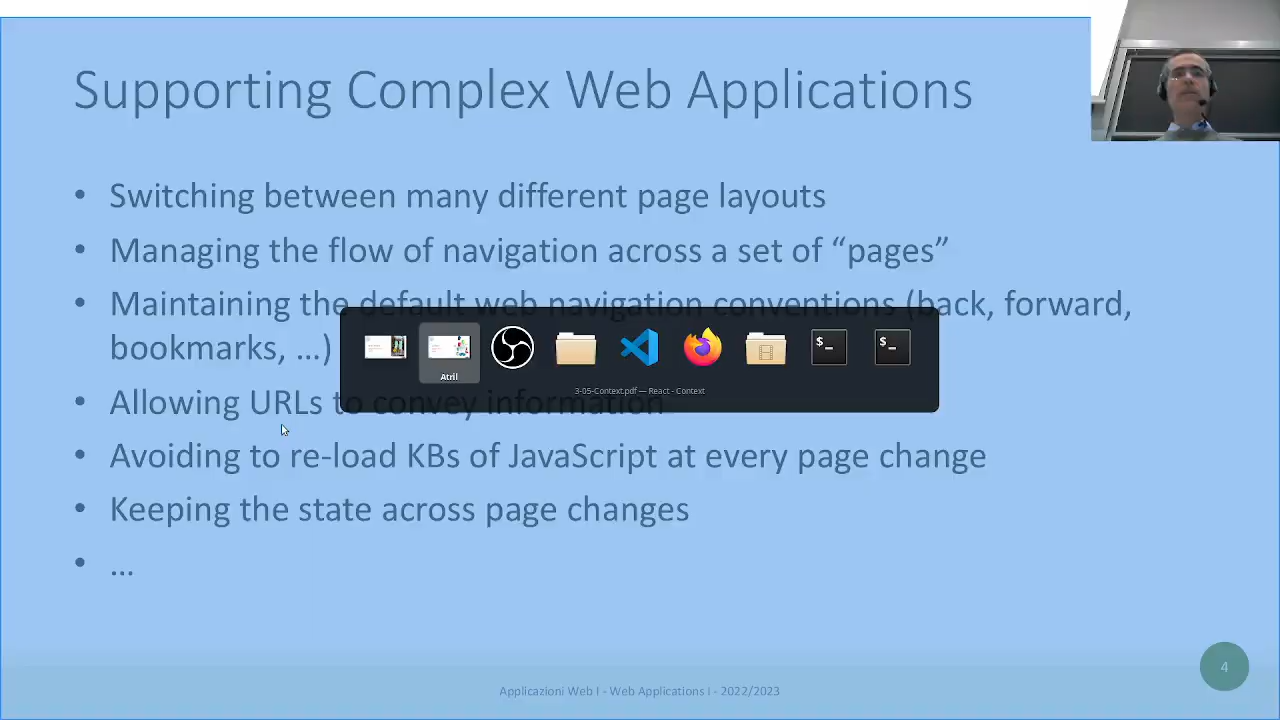 Supporting Complex Web Applications
• Switching between many different page layouts
• Managing the flow of navigation across a set of “pages”
• Maintaining the default web navigation conventions (back, forward,
bookmarks, …)
Atril
3-05-Context.pdf — React - Context
• Allowing URLs to convey information
• Avoiding to re-load KBs of JavaScript at every page change
• Keeping the state across page changes
• …
4
Applicazioni Web I - Web Applications I - 2022/2023